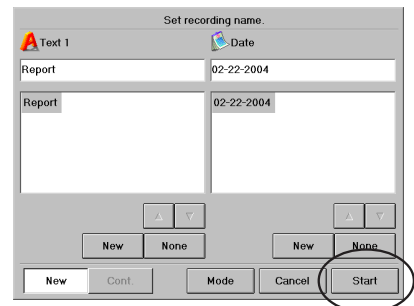 Set recording name.
Text 1
Date
Report
02-22-2004
Report
02-22-2004
New
None
New
None
New
Cont.
Mode
Cancel
Start